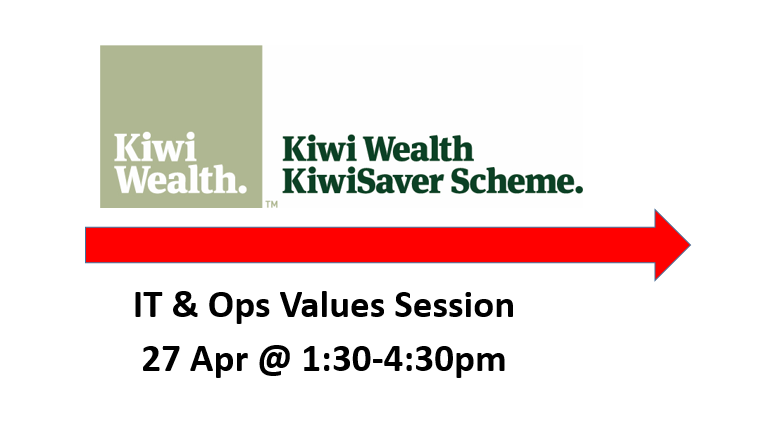 Kiwi
Wealth.
TM
Kiwi Wealth
KiwiSaver Scheme.
IT & Ops Values Session
27 Apr @ 1:30-4:30pm